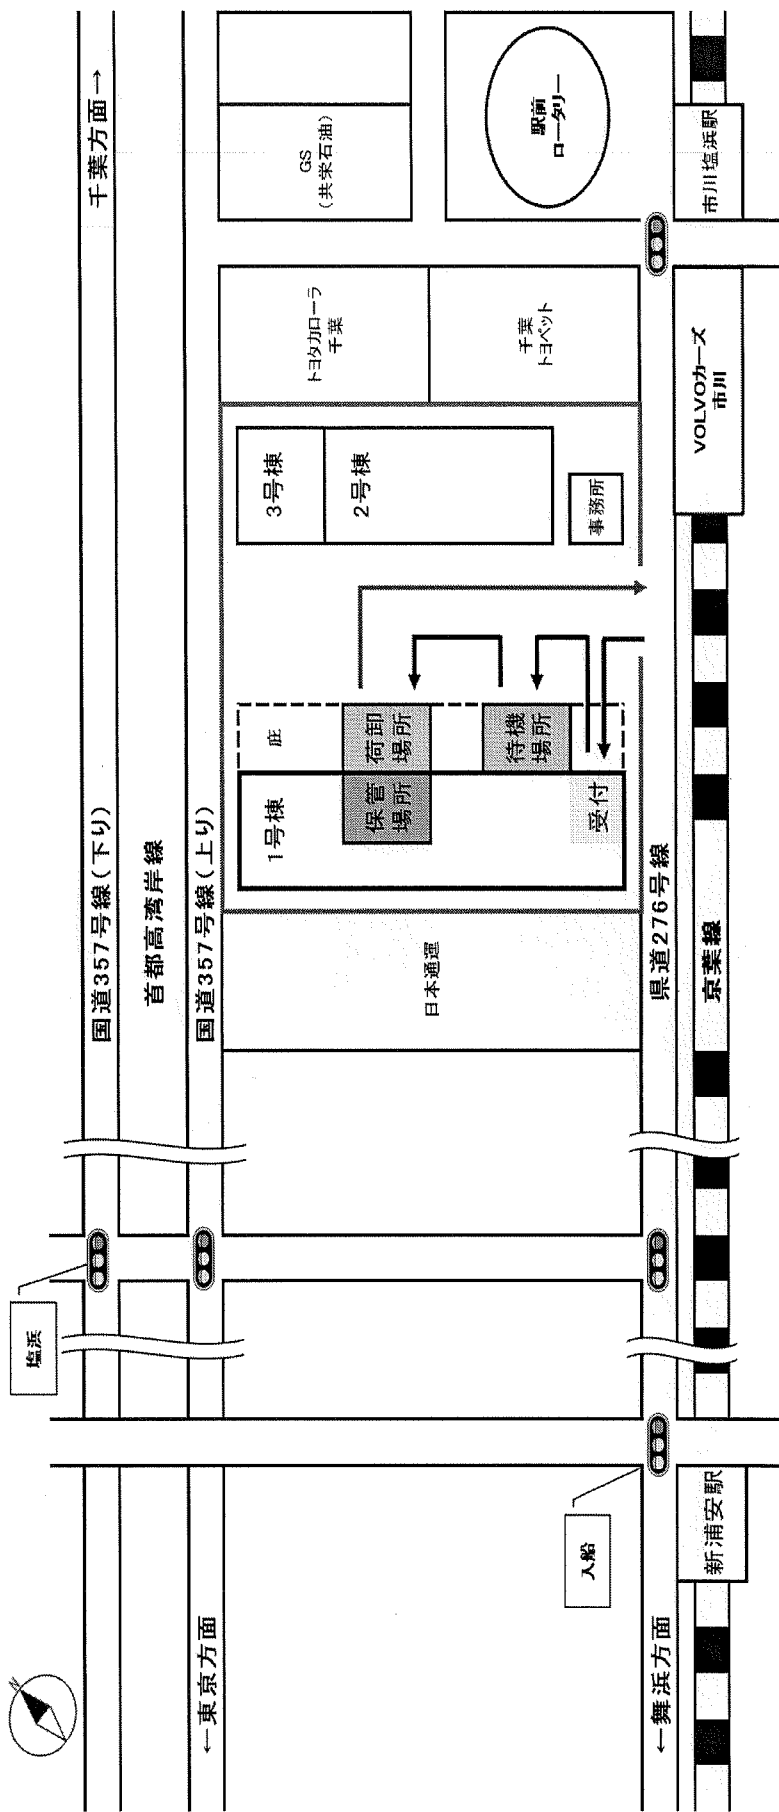 N
塩浜
国道357号線(下り)
千葉方面→
首都高湾岸線
←東京方面
国道357号線(上り)
GS
(共栄石油)
トヨタカローラ
千葉
千葉
トヨペット
駅前
ロータリー
3号棟
2号棟
事務所
1号棟
庇
保管
場所
荷卸
場所
待機
場所
受付
日本通運
入船
←舞浜方面
県道276号線
新浦安駅
京葉線
VOLVOカーズ
市川
市川塩浜駅